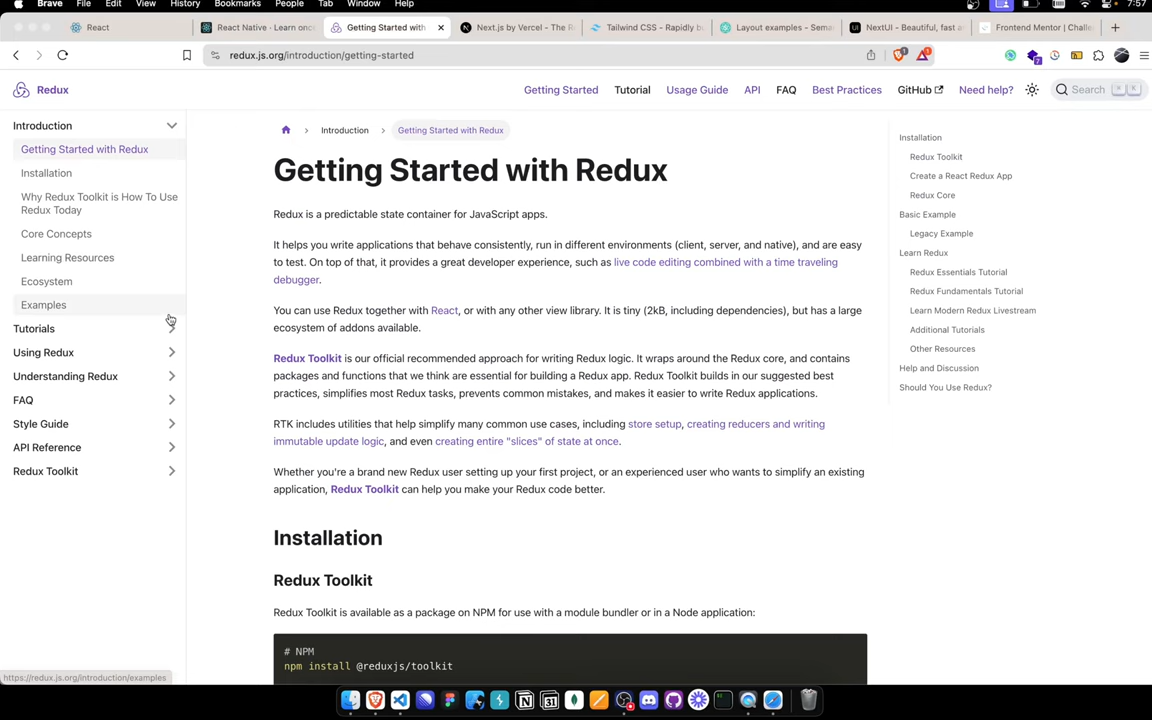 Brave File Edit View History Bookmarks People Tab Window Help 7:57
React
React Native · Learn once
Getting Started with
Next.js by Vercel - The R
Tailwind CSS - Rapidly b
Layout examples - Sema
NextUI - Beautiful, fast a
Frontend Mentor | Challe
redux.js.org/introduction/getting-started
Redux
Getting Started Tutorial Usage Guide API FAQ Best Practices GitHub Need help? Search
Introduction
Getting Started with Redux
Installation
Why Redux Toolkit is How To Use
Redux Today
Core Concepts
Learning Resources
Ecosystem
Examples
Tutorials
Using Redux
Understanding Redux
FAQ
Style Guide
API Reference
Redux Toolkit
Introduction > Getting Started with Redux
Getting Started with Redux
Redux is a predictable state container for JavaScript apps.
It helps you write applications that behave consistently, run in different environments (client, server, and native), and are easy
to test. On top of that, it provides a great developer experience, such as live code editing combined with a time traveling
debugger.
You can use Redux together with React, or with any other view library. It is tiny (2kB, including dependencies), but has a large
ecosystem of addons available.
Redux Toolkit is our official recommended approach for writing Redux logic. It wraps around the Redux core, and contains
packages and functions that we think are essential for building a Redux app. Redux Toolkit builds in our suggested best
practices, simplifies most Redux tasks, prevents common mistakes, and makes it easier to write Redux applications.
RTK includes utilities that help simplify many common use cases, including store setup, creating reducers and writing
immutable update logic, and even creating entire "slices" of state at once.
Whether you're a brand new Redux user setting up your first project, or an experienced user who wants to simplify an existing
application, Redux Toolkit can help you make your Redux code better.
Installation
Redux Toolkit
Redux Toolkit is available as a package on NPM for use with a module bundler or in a Node application:
# NPM
npm install @reduxjs/toolkit
Installation
Redux Toolkit
Create a React Redux App
Redux Core
Basic Example
Legacy Example
Learn Redux
Redux Essentials Tutorial
Redux Fundamentals Tutorial
Learn Modern Redux Livestream
Additional Tutorials
Other Resources
Help and Discussion
Should You Use Redux?
https://redux.js.org/introduction/examples